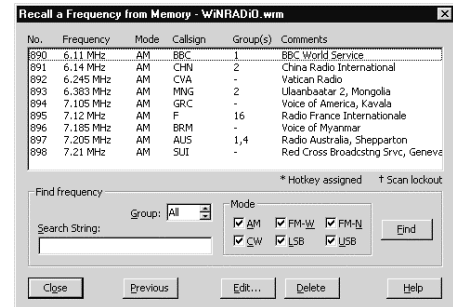 Recall a Frequency from Memory - WiNRADiO.wrm
No. Frequency Mode Callsign Group(s) Comments
890 6.11 MHz AM BBC 1 BBC World Service
891 6.14 MHz AM CHN 2 China Radio International
892 6.245 MHz AM CVA - Vatican Radio
893 6.383 MHz AM MNG 2 Ulaanbaatar 2, Mongolia
894 7.105 MHz AM GRC - Voice of America, Kavala
895 7.12 MHz AM F 16 Radio France Internationale
896 7.185 MHz AM BRM - Voice of Myanmar
897 7.205 MHz AM AUS 1,4 Radio Australia, Shepparton
898 7.21 MHz AM SUI - Red Cross Broadcstng Srvc, Geneva
* Hotkey assigned † Scan lockout
Find frequency
Group: All
Search String:
Mode
AM FM-W FM-N
CW LSB USB
Find
Close Previous Edit... Delete Help